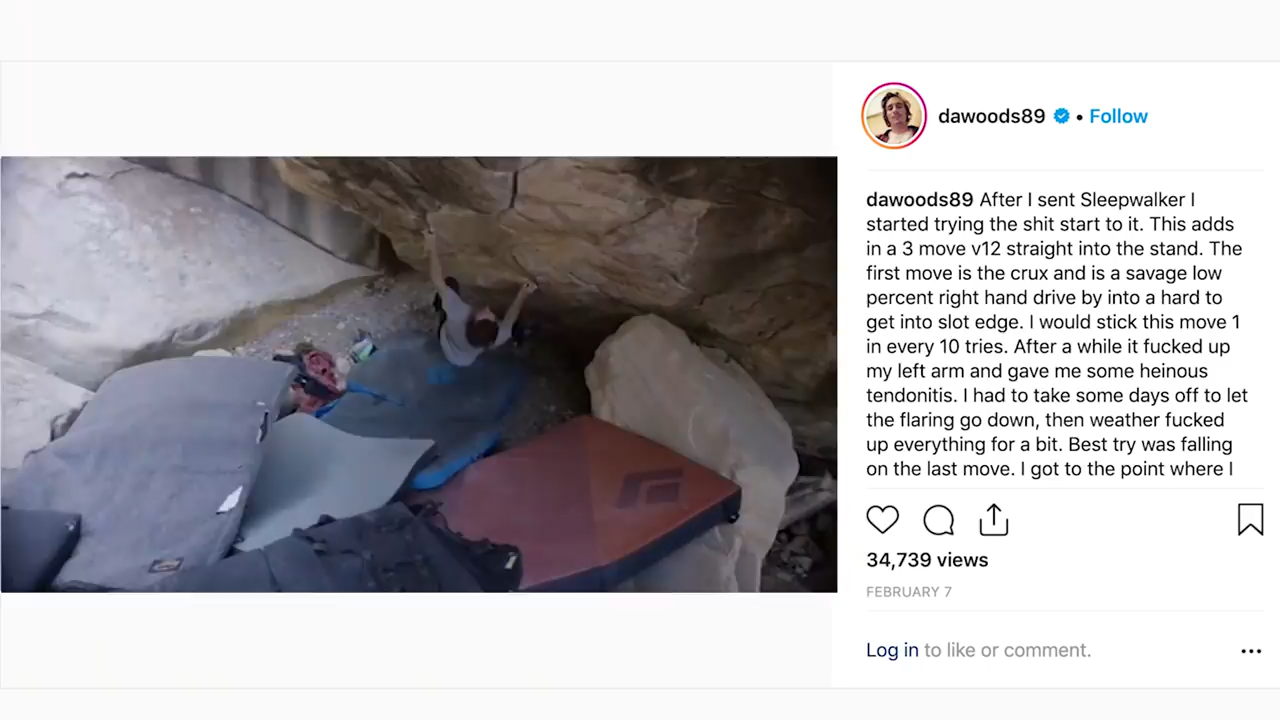 dawoods89 • Follow
dawoods89 After I sent Sleepwalker I
started trying the shit start to it. This adds
in a 3 move v12 straight into the stand. The
first move is the crux and is a savage low
percent right hand drive by into a hard to
get into slot edge. I would stick this move 1
in every 10 tries. After a while it fucked up
my left arm and gave me some heinous
tendonitis. I had to take some days off to let
the flaring go down, then weather fucked
up everything for a bit. Best try was falling
on the last move. I got to the point where I
34,739 views
FEBRUARY 7
Log in to like or comment.